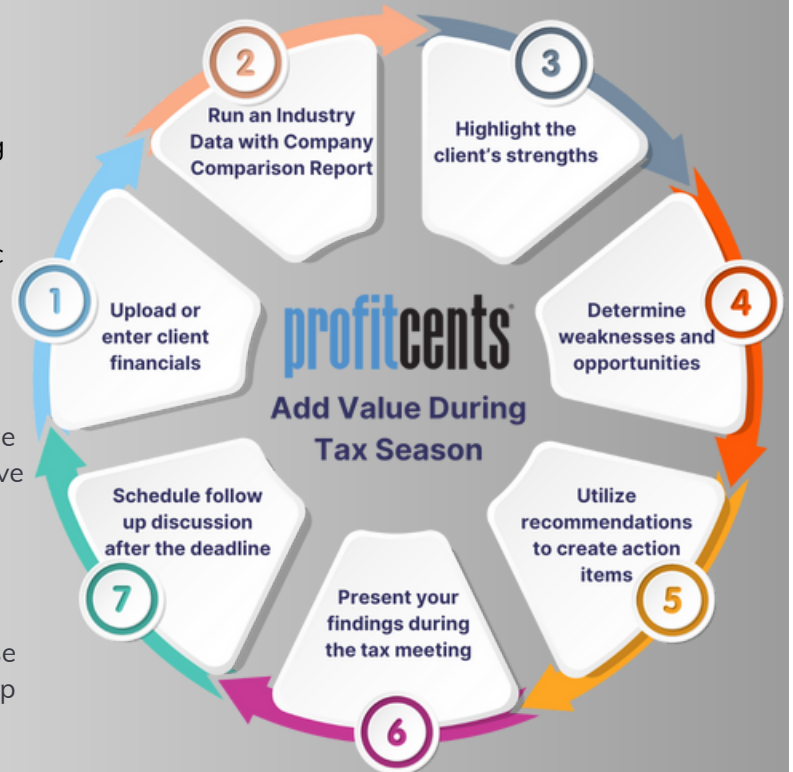 2
Run an Industry
Data with Company
Comparison Report
3
Highlight the
client's strengths
1
Upload or
enter client
financials
profitcents
Add Value During
Tax Season
4
Determine
weaknesses and
opportunities
7
Schedule follow
up discussion
after the deadline
Utilize
recommendations
to create action
items
5
Present your
findings during
the tax meeting
6